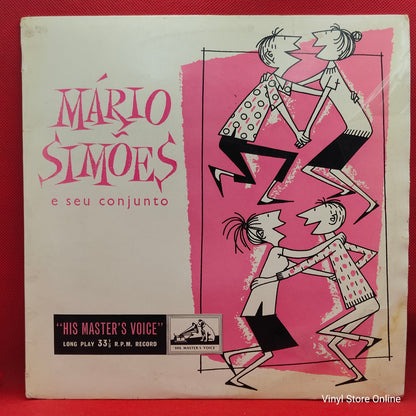 MÁRIO
SIMÕES
e seu conjunto
"HIS MASTER'S VOICE"
LONG PLAY 33⅓ R.P.M. RECORD
"HIS MASTER'S VOICE"
Vinyl Store Online